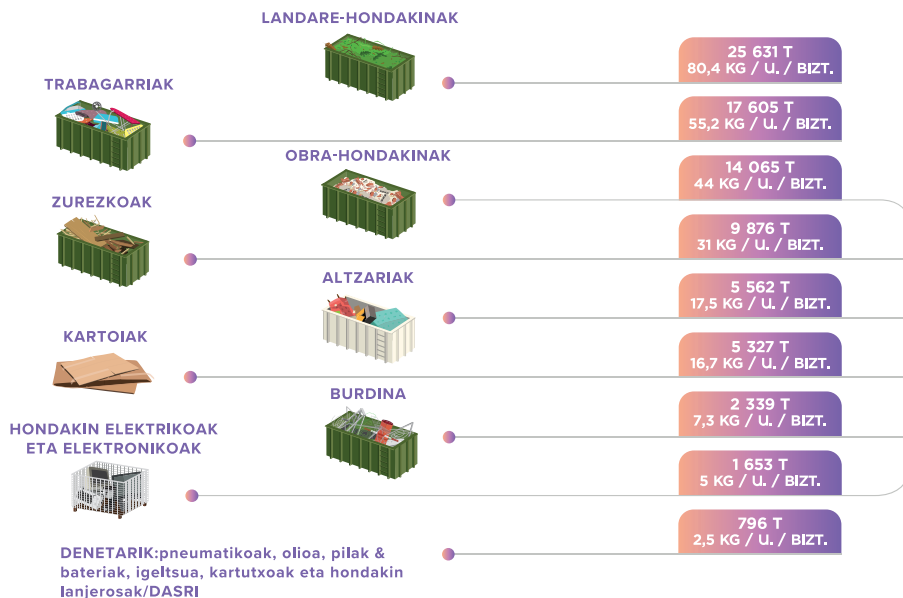 LANDARE-HONDAKINAK
25 631 T
80,4 KG / U. / BIZT.
TRABAGARRIAK
17 605 T
55,2 KG / U. / BIZT.
OBRA-HONDAKINAK
14 065 T
44 KG / U. / BIZT.
ZUREZKOAK
9 876 T
31 KG / U. / BIZT.
ALTZARIAK
5 562 T
17,5 KG / U. / BIZT.
KARTOIAK
5 327 T
16,7 KG / U. / BIZT.
BURDINA
2 339 T
7,3 KG / U. / BIZT.
HONDAKIN ELEKTRIKOAK
ETA ELEKTRONIKOAK
1 653 T
5 KG / U. / BIZT.
796 T
2,5 KG / U. / BIZT.
DENETARIK:pneumatikoak, olioa, pilak &
bateriak, igeltsua, kartutxoak eta hondakin
lanjerosak/DASRI